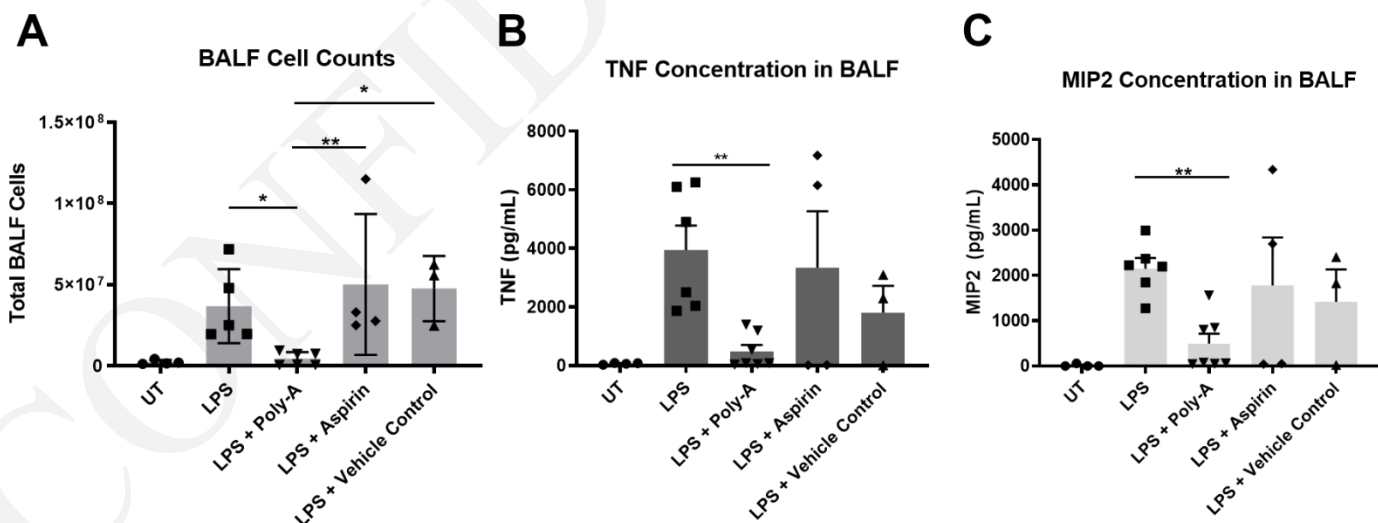 A
BALF Cell Counts
Total BALF Cells
1.5×10⁸
1×10⁸
5×10⁷
0
*
**
*
UT
LPS
LPS + Poly-A
LPS + Aspirin
LPS + Vehicle Control
B
TNF Concentration in BALF
TNF (pg/mL)
8000
6000
4000
2000
0
**
UT
LPS
LPS + Poly-A
LPS + Aspirin
LPS + Vehicle Control
C
MIP2 Concentration in BALF
MIP2 (pg/mL)
5000
4000
3000
2000
1000
0
**
UT
LPS
LPS + Poly-A
LPS + Aspirin
LPS + Vehicle Control
CONFID